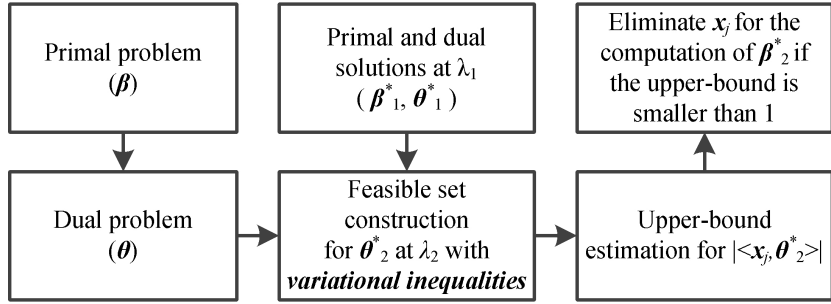 Primal problem
(β)
Primal and dual
solutions at λ₁
( β*₁, θ*₁ )
Eliminate xⱼ for the
computation of β*₂ if
the upper-bound is
smaller than 1
Dual problem
(θ)
Feasible set
construction
for θ*₂ at λ₂ with
variational inequalities
Upper-bound
estimation for |<xⱼ,θ*₂>|